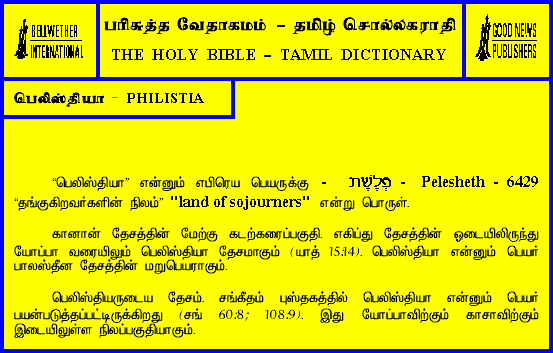 BELLWETHER
INTERNATIONAL
பரிசுத்த வேதாகமம் – தமிழ் சொல்லகராதி
THE HOLY BIBLE – TAMIL DICTIONARY
GOOD NEWS
PUBLISHERS
பெலிஸ்தியா - PHILISTIA
“பெலிஸ்தியா” என்னும் எபிரெய பெயருக்கு - פְּלֶשֶׁת - Pelesheth - 6429
“தங்குகிறவர்களின் நிலம்” "land of sojourners" என்று பொருள்.
கானான் தேசத்தின் மேற்கு கடற்கரைப்பகுதி. எகிப்து தேசத்தின் ஓடையிலிருந்து
யோப்பா வரையிலும் பெலிஸ்தியா தேசமாகும் (யாத் 15:14). பெலிஸ்தியா என்னும் பெயர்
பாலஸ்தீன தேசத்தின் மறுபெயராகும்.
பெலிஸ்தியருடைய தேசம். சங்கீதம் புஸ்தகத்தில் பெலிஸ்தியா என்னும் பெயர்
பயன்படுத்தப்பட்டிருக்கிறது (சங் 60:8; 108:9). இது யோப்பாவிற்கும் காசாவிற்கும்
இடையிலுள்ள நிலப்பகுதியாகும்.